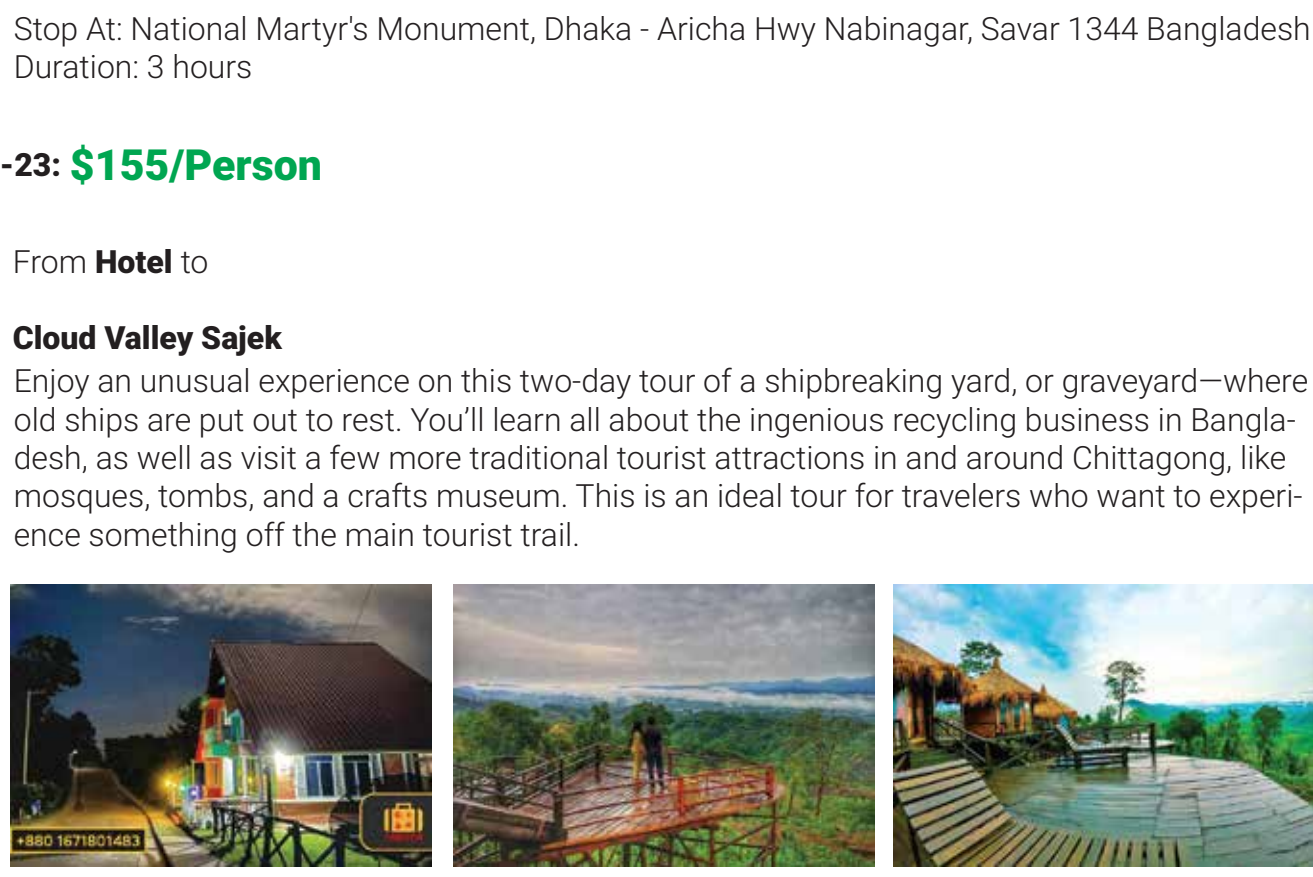 Stop At: National Martyr's Monument, Dhaka - Aricha Hwy Nabinagar, Savar 1344 Bangladesh
Duration: 3 hours
-23: $155/Person
From Hotel to
Cloud Valley Sajek
Enjoy an unusual experience on this two-day tour of a shipbreaking yard, or graveyard—where
old ships are put out to rest. You’ll learn all about the ingenious recycling business in Bangla-
desh, as well as visit a few more traditional tourist attractions in and around Chittagong, like
mosques, tombs, and a crafts museum. This is an ideal tour for travelers who want to experi-
ence something off the main tourist trail.
+880 1671801483